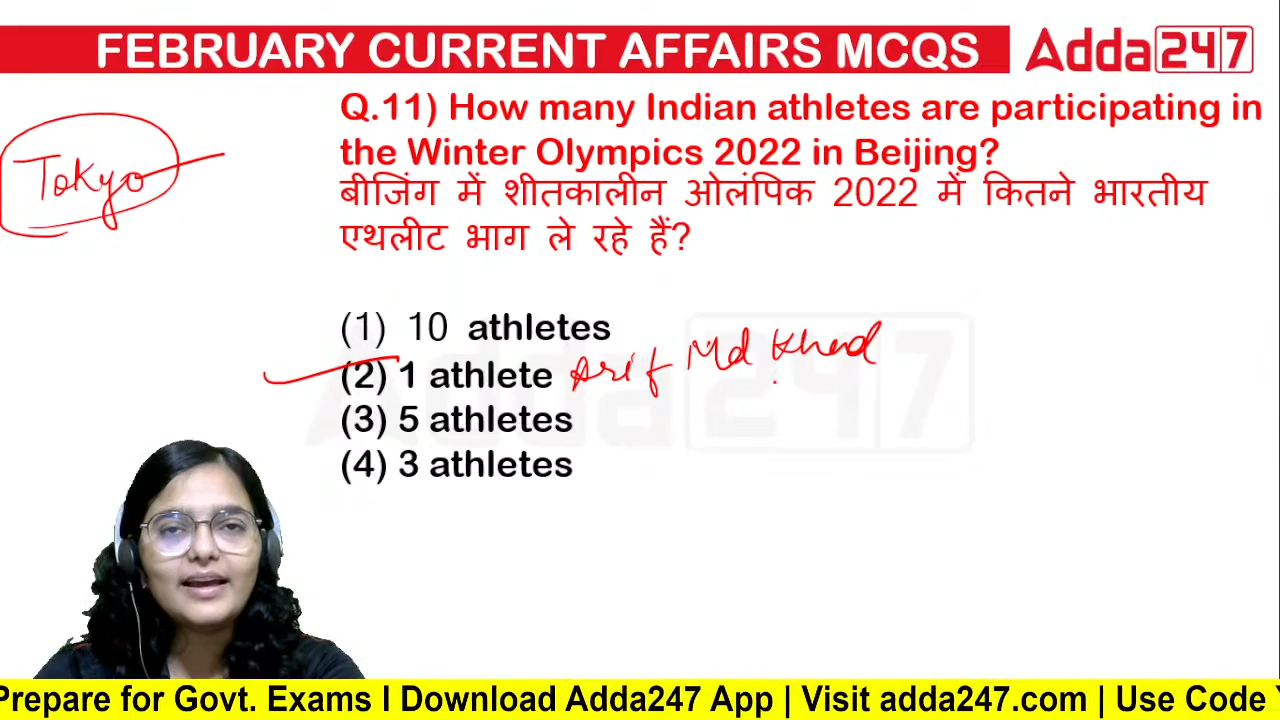 FEBRUARY CURRENT AFFAIRS MCQS
Adda247
Tokyo
Q.11) How many Indian athletes are participating in
the Winter Olympics 2022 in Beijing?
बीजिंग में शीतकालीन ओलंपिक 2022 में कितने भारतीय
एथलीट भाग ले रहे हैं?
(1) 10 athletes
(2) 1 athlete Arif Md Khad
(3) 5 athletes
(4) 3 athletes
Adda247
Prepare for Govt. Exams I Download Adda247 App | Visit adda247.com | Use Code